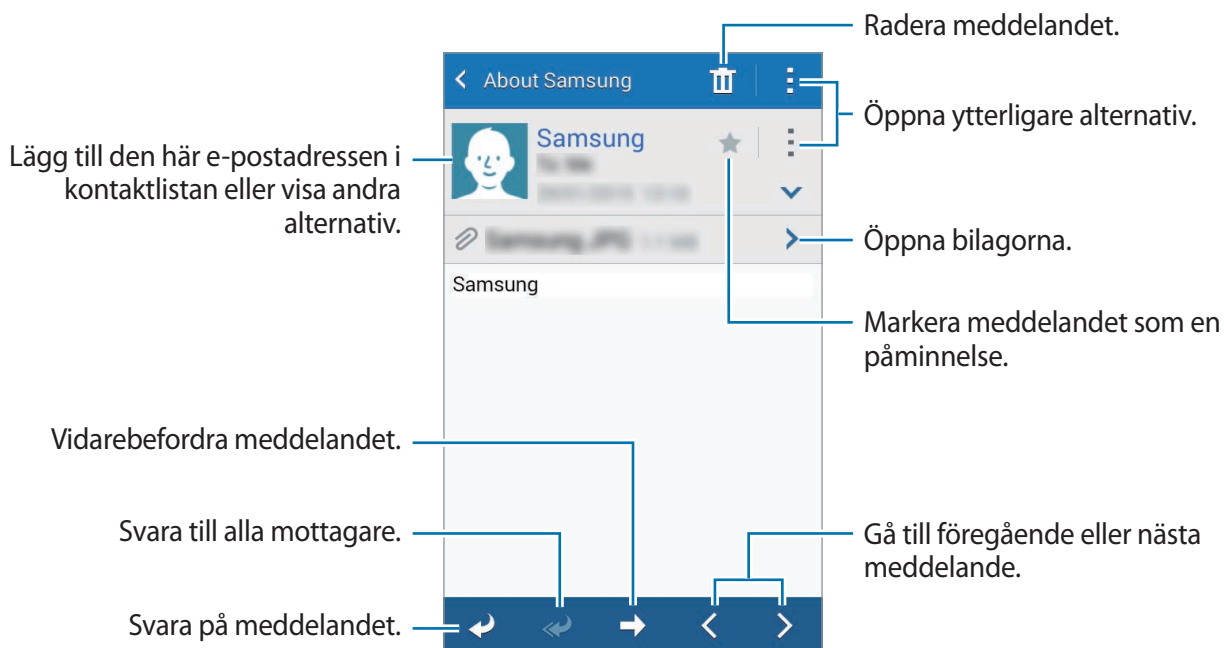 Radera meddelandet.
About Samsung
Öppna ytterligare alternativ.
Samsung
Lägg till den här e-postadressen i
kontaktlistan eller visa andra
alternativ.
Öppna bilagorna.
Samsung
Markera meddelandet som en
påminnelse.
Vidarebefordra meddelandet.
Svara till alla mottagare.
Gå till föregående eller nästa
meddelande.
Svara på meddelandet.